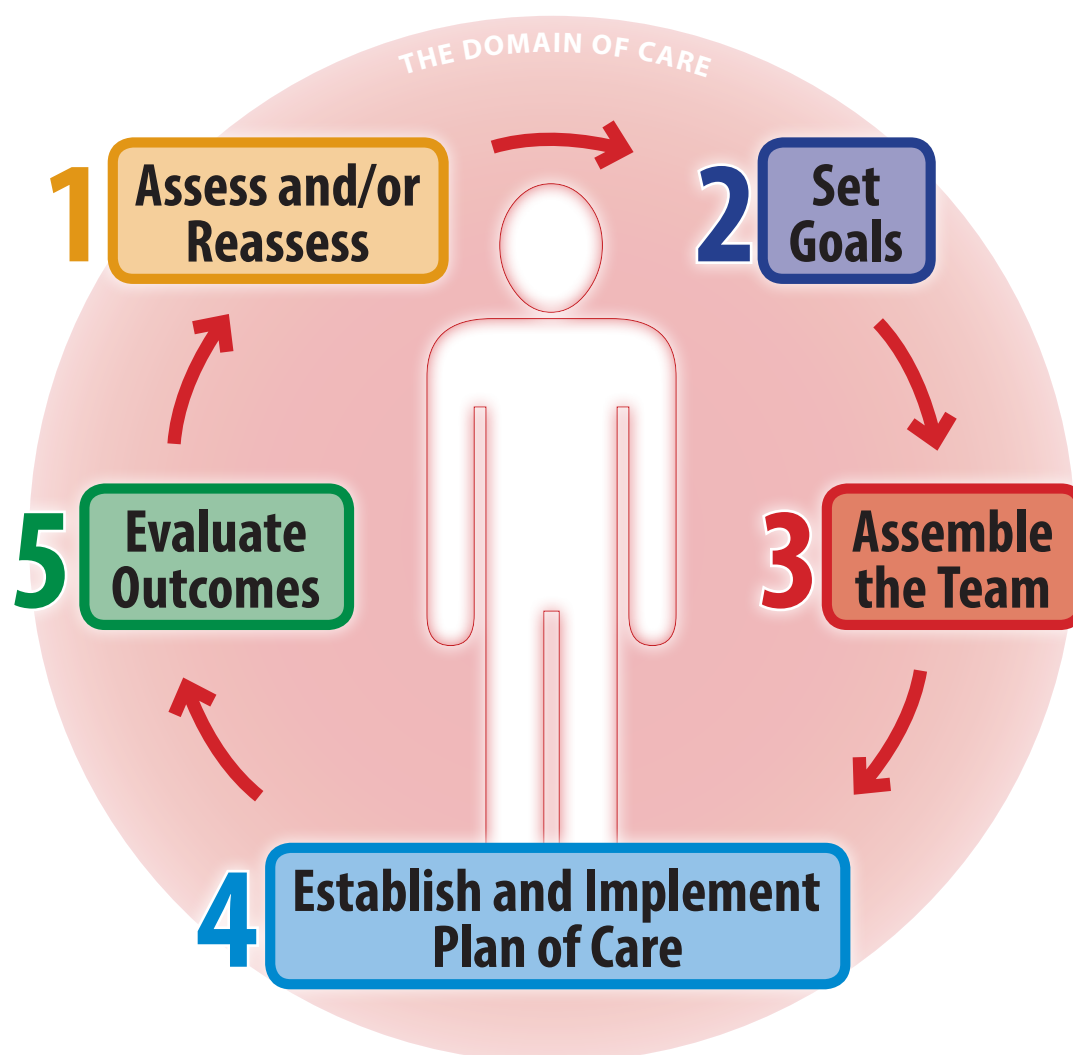 THE DOMAIN OF CARE
1
Assess and/or
Reassess
2
Set
Goals
3
Assemble
the Team
4
Establish and Implement
Plan of Care
5
Evaluate
Outcomes